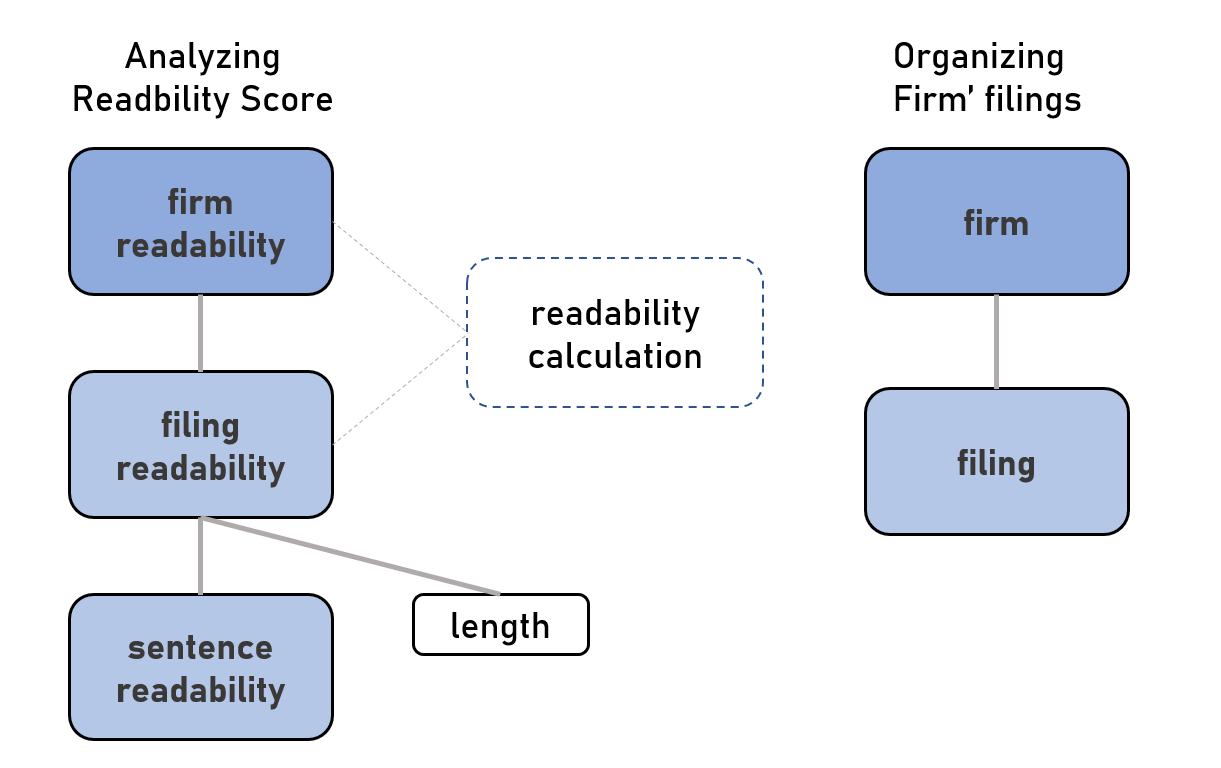 Analyzing
Readbility Score
firm
readability
filing
readability
sentence
readability
length
readability
calculation
Organizing
Firm’ filings
firm
filing